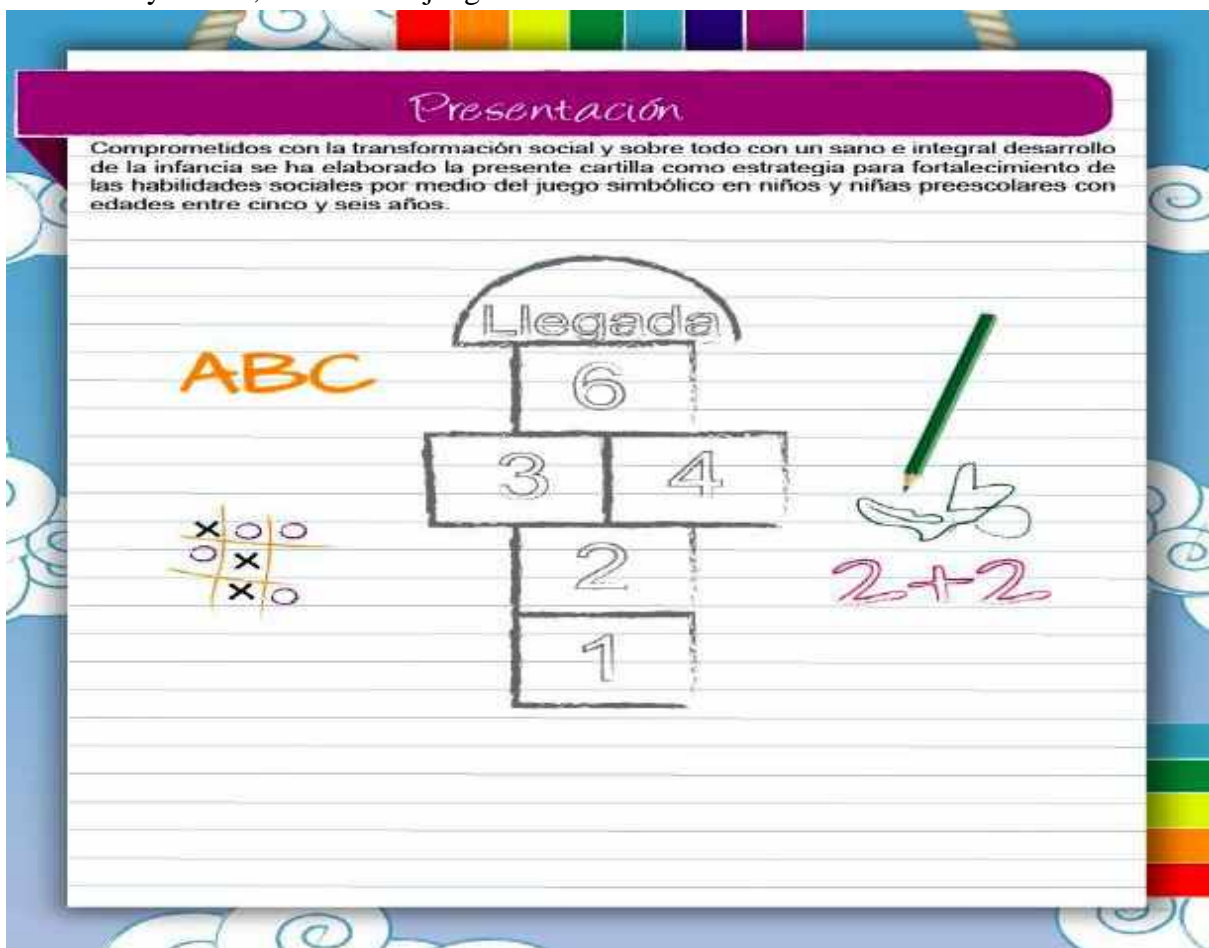 Presentación
Comprometidos con la transformación social y sobre todo con un sano e integral desarrollo
de la infancia se ha elaborado la presente cartilla como estrategia para fortalecimiento de
las habilidades sociales por medio del juego simbólico en niños y niñas preescolares con
edades entre cinco y seis años.
Llegada
ABC
6
3 4
X O O
O X
X O
2
2+2
1